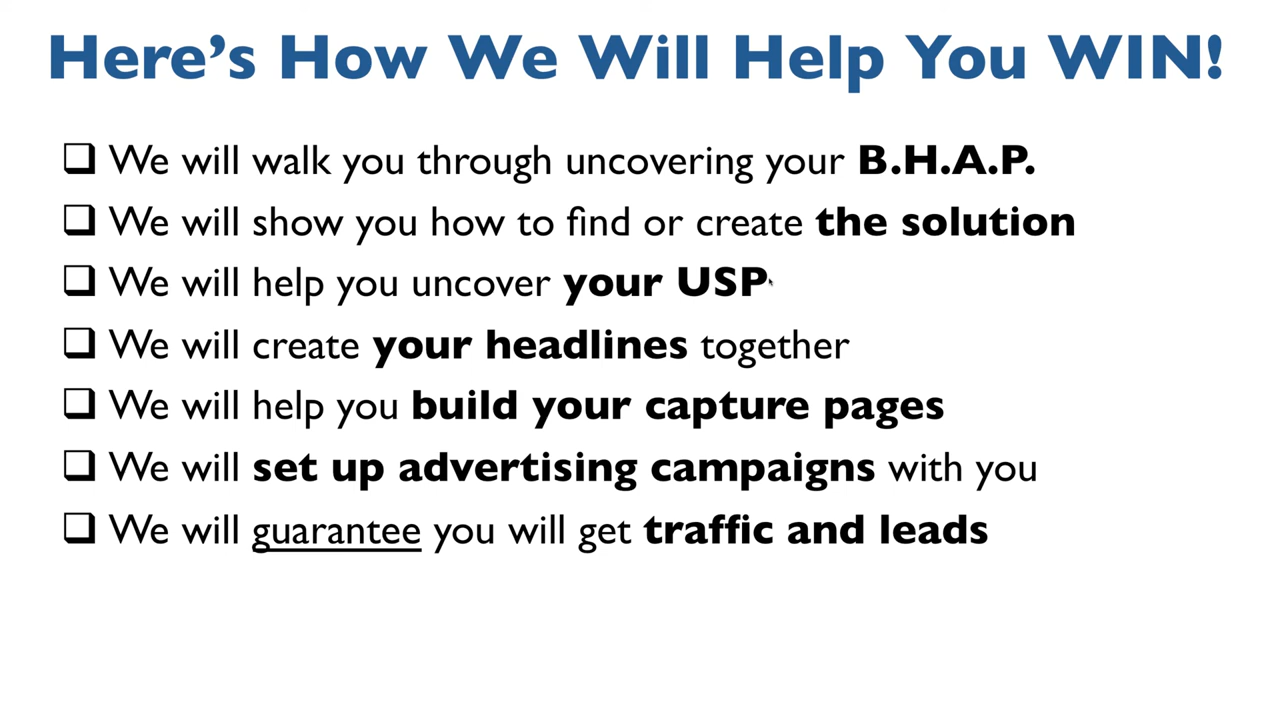 Here’s How We Will Help You WIN!
❑ We will walk you through uncovering your B.H.A.P.
❑ We will show you how to find or create the solution
❑ We will help you uncover your USP
❑ We will create your headlines together
❑ We will help you build your capture pages
❑ We will set up advertising campaigns with you
❑ We will guarantee you will get traffic and leads